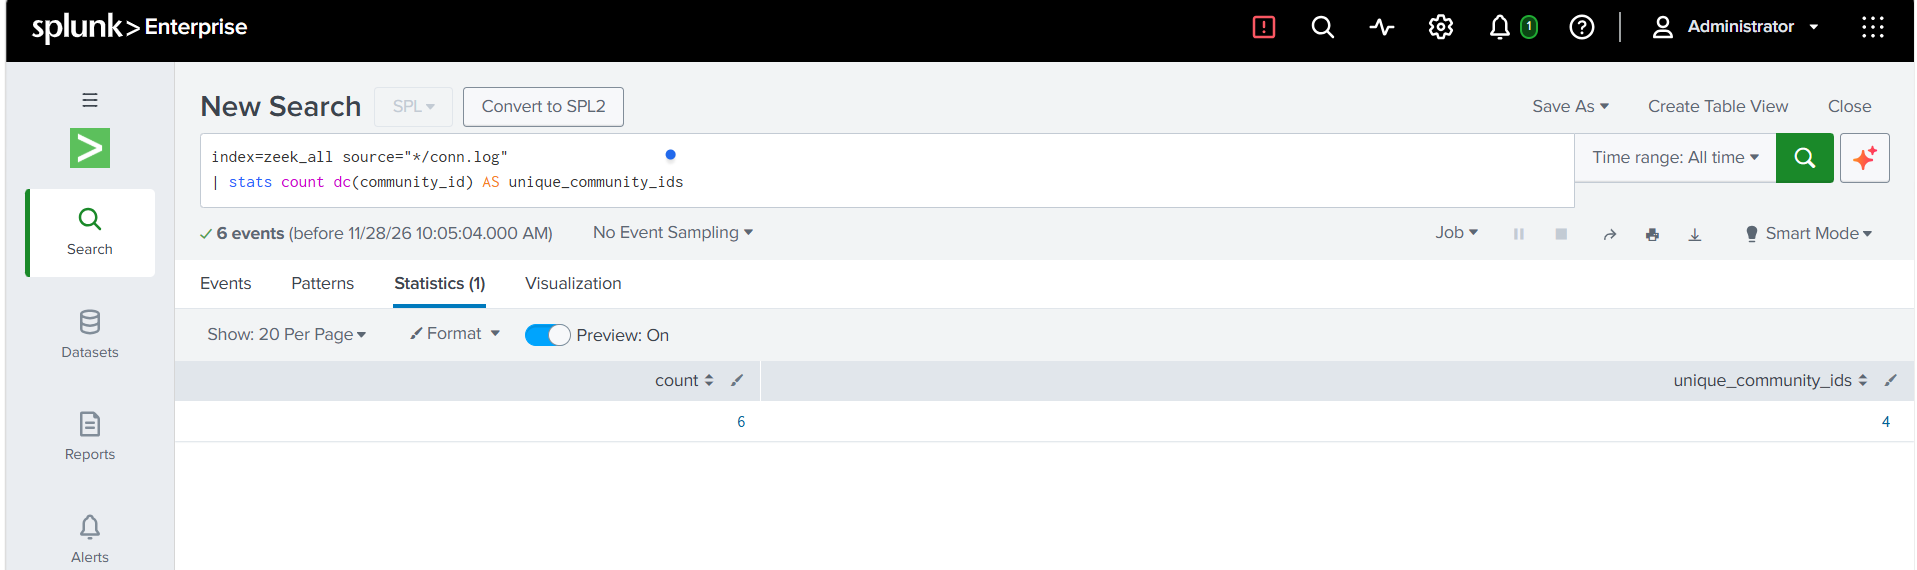 splunk> Enterprise
1
Administrator
New Search
SPL
Convert to SPL2
Save As
Create Table View
Close
index=zeek_all source="*/conn.log"
| stats count dc(community_id) AS unique_community_ids
Time range: All time
6 events (before 11/28/26 10:05:04.000 AM)
No Event Sampling
Job
Smart Mode
Search
Datasets
Reports
Alerts
Events
Patterns
Statistics (1)
Visualization
Show: 20 Per Page
Format
Preview: On
count
unique_community_ids
6
4